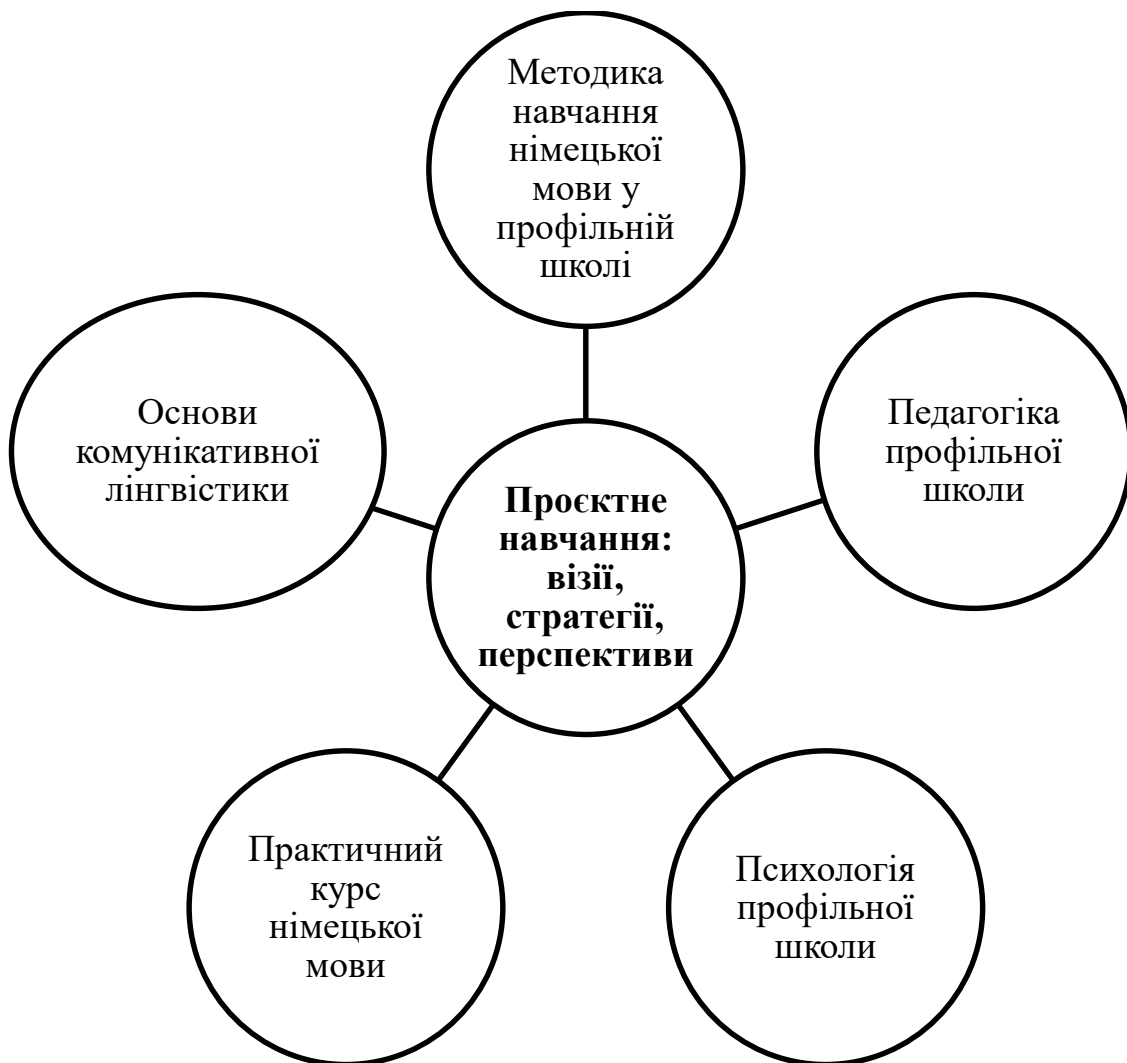 Методика
навчання
німецької
мови у
профільній
школі
Основи
комунікативної
лінгвістики
Педагогіка
профільної
школи
Проєктне
навчання:
візії,
стратегії,
перспективи
Практичний
курс
німецької
мови
Психологія
профільної
школи